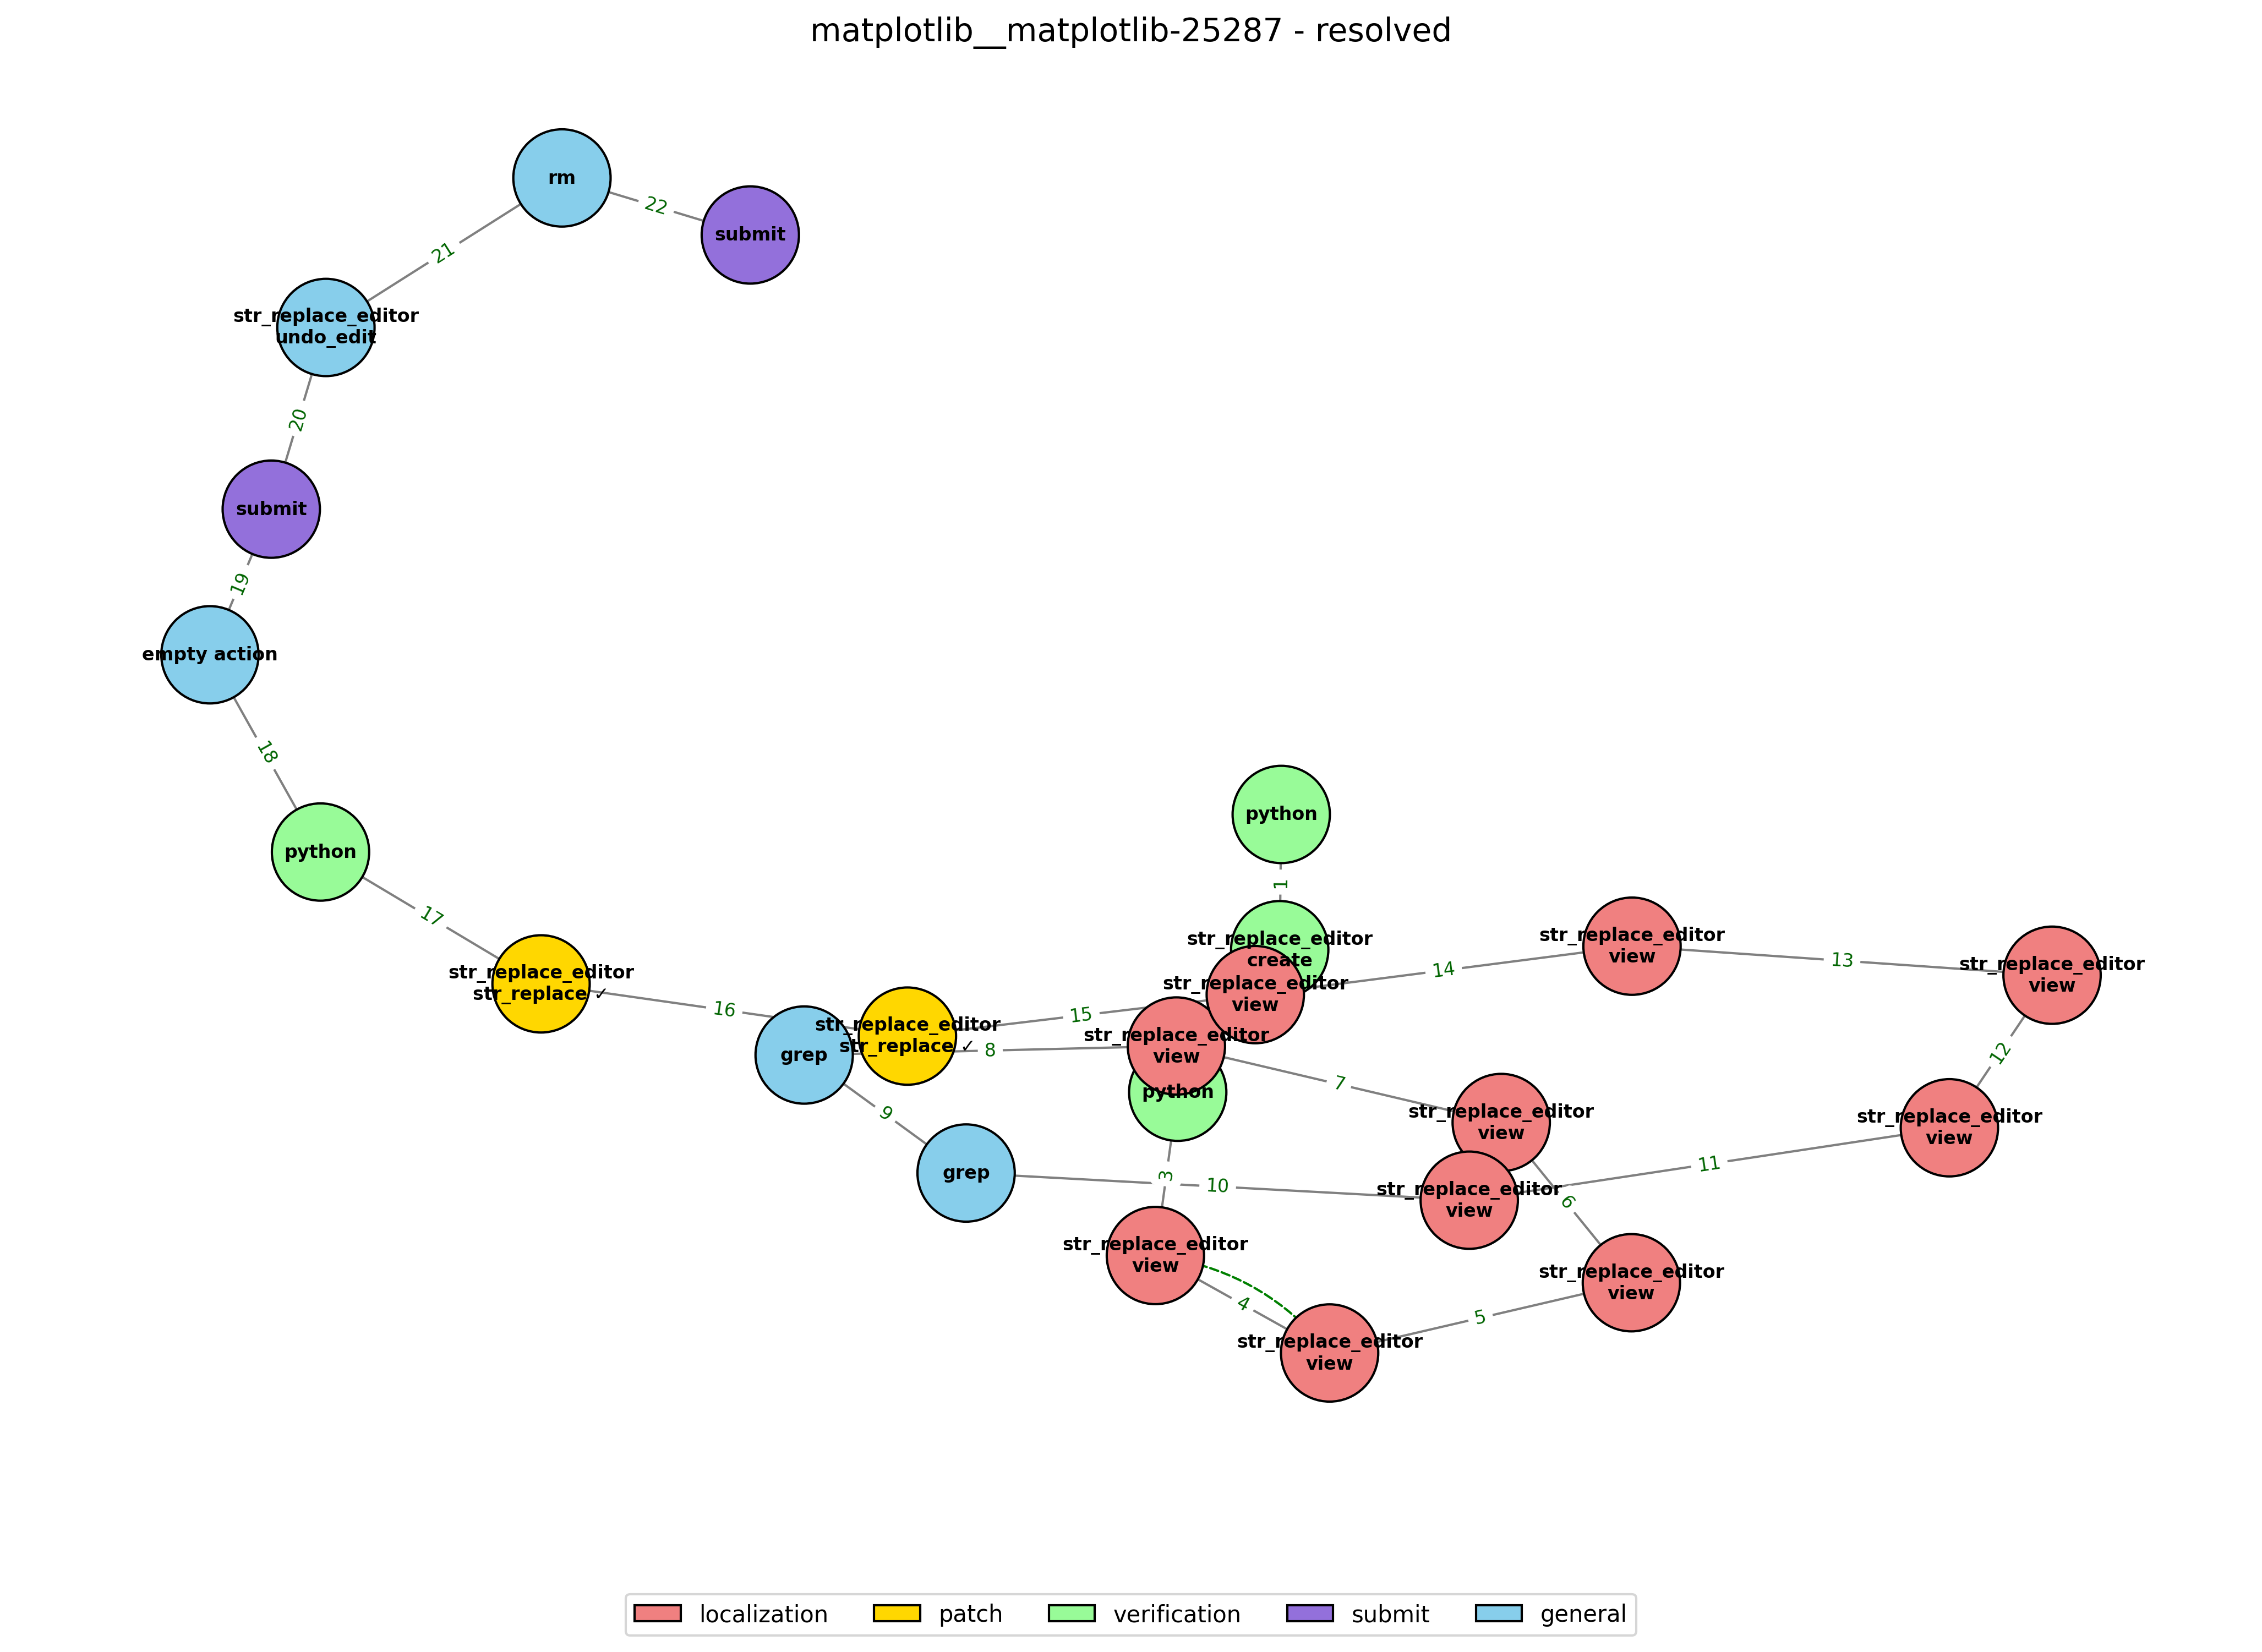 matplotlib__matplotlib-25287 - resolved
rm
22
submit
21
str_replace_editor
undo_edit
20
submit
19
empty action
18
python
17
python
1
str_replace_editor
create
str_replace_editor
view
14
str_replace_editor
view
13
str_replace_editor
view
str_replace_editor
str_replace ✓
16
str_replace_editor
str_replace ✓
15
grep
8
str_replace_editor
view
python
7
12
str_replace_editor
view
str_replace_editor
view
9
grep
10
3
11
str_replace_editor
view
6
str_replace_editor
view
4
str_replace_editor
view
5
str_replace_editor
view
localization
patch
verification
submit
general